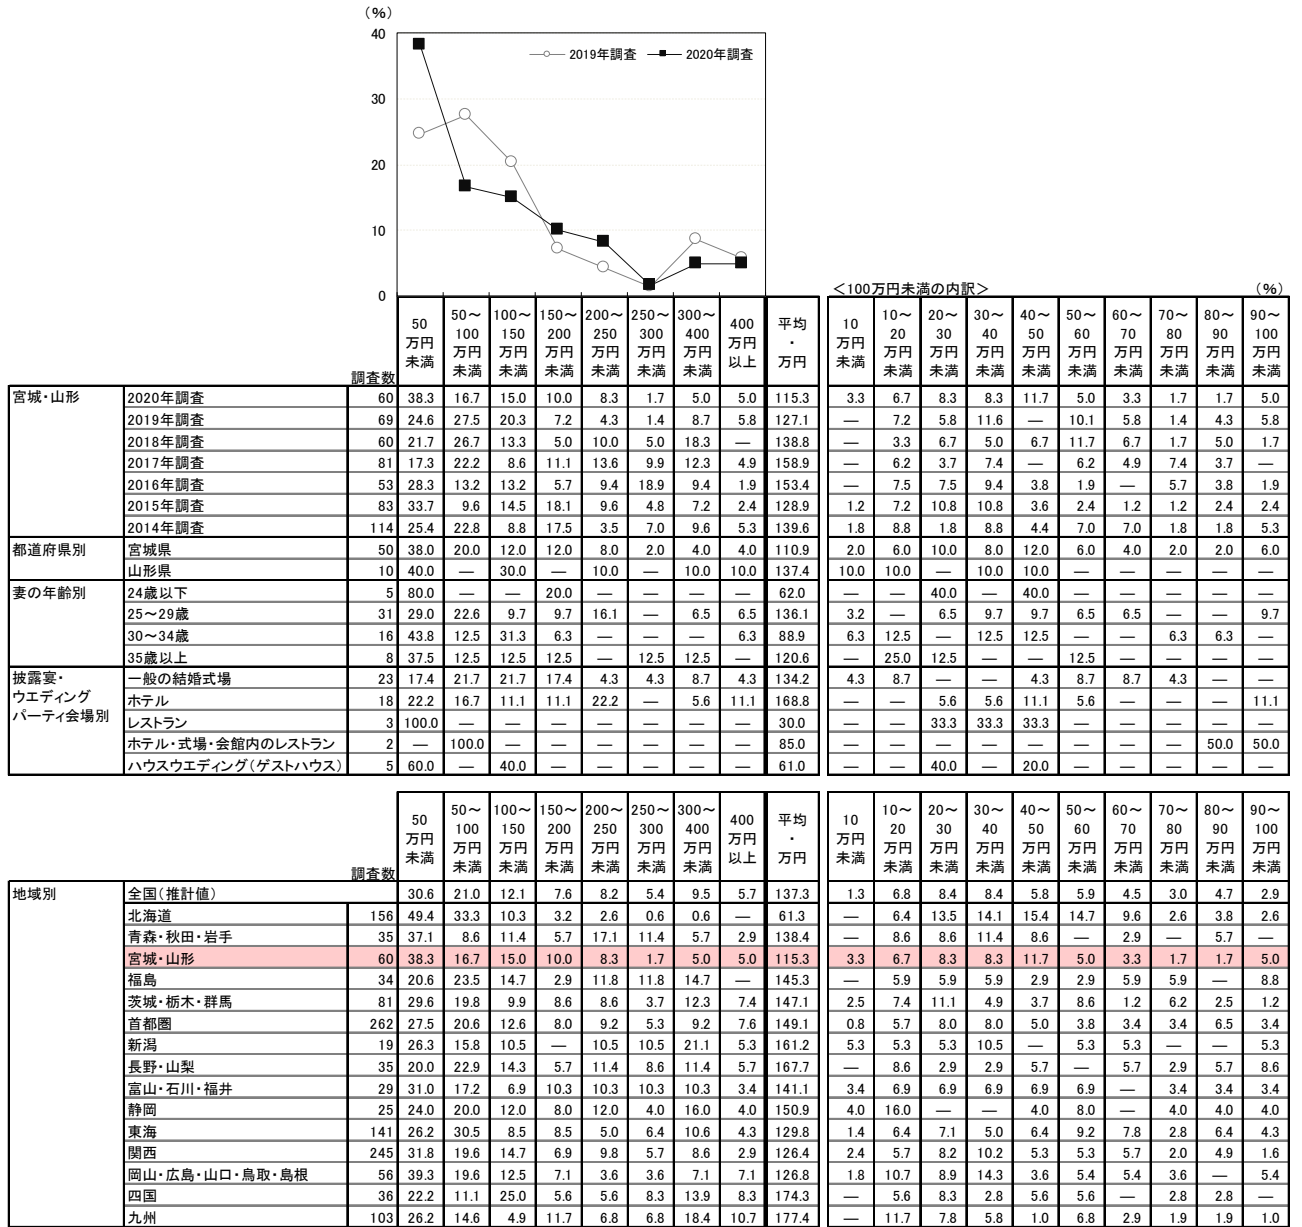 (%)
40
30
20
10
0
2019年調査 2020年調査
＜100万円未満の内訳＞ (%)
調査数 50万円未満 50～100万円未満 100～150万円未満 150～200万円未満 200～250万円未満 250～300万円未満 300～400万円未満 400万円以上 平均・万円 10万円未満 10～20万円未満 20～30万円未満 30～40万円未満 40～50万円未満 50～60万円未満 60～70万円未満 70～80万円未満 80～90万円未満 90～100万円未満
宮城・山形 2020年調査 60 38.3 16.7 15.0 10.0 8.3 1.7 5.0 5.0 115.3 3.3 6.7 8.3 8.3 11.7 5.0 3.3 1.7 1.7 5.0
2019年調査 69 24.6 27.5 20.3 7.2 4.3 1.4 8.7 5.8 127.1 — 7.2 5.8 11.6 — 10.1 5.8 1.4 4.3 5.8
2018年調査 60 21.7 26.7 13.3 5.0 10.0 5.0 18.3 — 138.8 — 3.3 6.7 5.0 6.7 11.7 6.7 1.7 5.0 1.7
2017年調査 81 17.3 22.2 8.6 11.1 13.6 9.9 12.3 4.9 158.9 — 6.2 3.7 7.4 — 6.2 4.9 7.4 3.7 —
2016年調査 53 28.3 13.2 13.2 5.7 9.4 18.9 9.4 1.9 153.4 — 7.5 7.5 9.4 3.8 1.9 — 5.7 3.8 1.9
2015年調査 83 33.7 9.6 14.5 18.1 9.6 4.8 7.2 2.4 128.9 1.2 7.2 10.8 10.8 3.6 2.4 1.2 1.2 2.4 2.4
2014年調査 114 25.4 22.8 8.8 17.5 3.5 7.0 9.6 5.3 139.6 1.8 8.8 1.8 8.8 4.4 7.0 7.0 1.8 1.8 5.3
都道府県別 宮城県 50 38.0 20.0 12.0 12.0 8.0 2.0 4.0 4.0 110.9 2.0 6.0 10.0 8.0 12.0 6.0 4.0 2.0 2.0 6.0
山形県 10 40.0 — 30.0 — 10.0 — 10.0 10.0 137.4 10.0 10.0 — 10.0 10.0 — — — — —
妻の年齢別 24歳以下 5 80.0 — — 20.0 — — — — 62.0 — — 40.0 — 40.0 — — — — —
25～29歳 31 29.0 22.6 9.7 9.7 16.1 — 6.5 6.5 136.1 3.2 — 6.5 9.7 9.7 6.5 6.5 — — 9.7
30～34歳 16 43.8 12.5 31.3 6.3 — — — 6.3 88.9 6.3 12.5 — 12.5 12.5 — — 6.3 6.3 —
35歳以上 8 37.5 12.5 12.5 12.5 — 12.5 12.5 — 120.6 — 25.0 12.5 — — 12.5 — — — —
披露宴・ウエディングパーティ会場別 一般の結婚式場 23 17.4 21.7 21.7 17.4 4.3 4.3 8.7 4.3 134.2 4.3 8.7 — — 4.3 8.7 8.7 4.3 — —
ホテル 18 22.2 16.7 11.1 11.1 22.2 — 5.6 11.1 168.8 — — 5.6 5.6 11.1 5.6 — — — 11.1
レストラン 3 100.0 — — — — — — — 30.0 — — 33.3 33.3 33.3 — — — — —
ホテル・式場・会館内のレストラン 2 — 100.0 — — — — — — 85.0 — — — — — — — — 50.0 50.0
ハウスウエディング(ゲストハウス) 5 60.0 — 40.0 — — — — — 61.0 — — 40.0 — 20.0 — — — — —
調査数 50万円未満 50～100万円未満 100～150万円未満 150～200万円未満 200～250万円未満 250～300万円未満 300～400万円未満 400万円以上 平均・万円 10万円未満 10～20万円未満 20～30万円未満 30～40万円未満 40～50万円未満 50～60万円未満 60～70万円未満 70～80万円未満 80～90万円未満 90～100万円未満
地域別 全国(推計値) 30.6 21.0 12.1 7.6 8.2 5.4 9.5 5.7 137.3 1.3 6.8 8.4 8.4 5.8 5.9 4.5 3.0 4.7 2.9
北海道 156 49.4 33.3 10.3 3.2 2.6 0.6 0.6 — 61.3 — 6.4 13.5 14.1 15.4 14.7 9.6 2.6 3.8 2.6
青森・秋田・岩手 35 37.1 8.6 11.4 5.7 17.1 11.4 5.7 2.9 138.4 — 8.6 8.6 11.4 8.6 — 2.9 — 5.7 —
宮城・山形 60 38.3 16.7 15.0 10.0 8.3 1.7 5.0 5.0 115.3 3.3 6.7 8.3 8.3 11.7 5.0 3.3 1.7 1.7 5.0
福島 34 20.6 23.5 14.7 2.9 11.8 11.8 14.7 — 145.3 — 5.9 5.9 5.9 2.9 2.9 5.9 5.9 — 8.8
茨城・栃木・群馬 81 29.6 19.8 9.9 8.6 8.6 3.7 12.3 7.4 147.1 2.5 7.4 11.1 4.9 3.7 8.6 1.2 6.2 2.5 1.2
首都圏 262 27.5 20.6 12.6 8.0 9.2 5.3 9.2 7.6 149.1 0.8 5.7 8.0 8.0 5.0 3.8 3.4 3.4 6.5 3.4
新潟 19 26.3 15.8 10.5 — 10.5 10.5 21.1 5.3 161.2 5.3 5.3 5.3 10.5 — 5.3 5.3 — — 5.3
長野・山梨 35 20.0 22.9 14.3 5.7 11.4 8.6 11.4 5.7 167.7 — 8.6 2.9 2.9 5.7 — 5.7 2.9 5.7 8.6
富山・石川・福井 29 31.0 17.2 6.9 10.3 10.3 10.3 10.3 3.4 141.1 3.4 6.9 6.9 6.9 6.9 6.9 — 3.4 3.4 3.4
静岡 25 24.0 20.0 12.0 8.0 12.0 4.0 16.0 4.0 150.9 4.0 16.0 — — 4.0 8.0 — 4.0 4.0 4.0
東海 141 26.2 30.5 8.5 8.5 5.0 6.4 10.6 4.3 129.8 1.4 6.4 7.1 5.0 6.4 9.2 7.8 2.8 6.4 4.3
関西 245 31.8 19.6 14.7 6.9 9.8 5.7 8.6 2.9 126.4 2.4 5.7 8.2 10.2 5.3 5.3 5.7 2.0 4.9 1.6
岡山・広島・山口・鳥取・島根 56 39.3 19.6 12.5 7.1 3.6 3.6 7.1 7.1 126.8 1.8 10.7 8.9 14.3 3.6 5.4 5.4 3.6 — 5.4
四国 36 22.2 11.1 25.0 5.6 5.6 8.3 13.9 8.3 174.3 — 5.6 8.3 2.8 5.6 5.6 — 2.8 2.8 —
九州 103 26.2 14.6 4.9 11.7 6.8 6.8 18.4 10.7 177.4 — 11.7 7.8 5.8 1.0 6.8 2.9 1.9 1.9 1.0